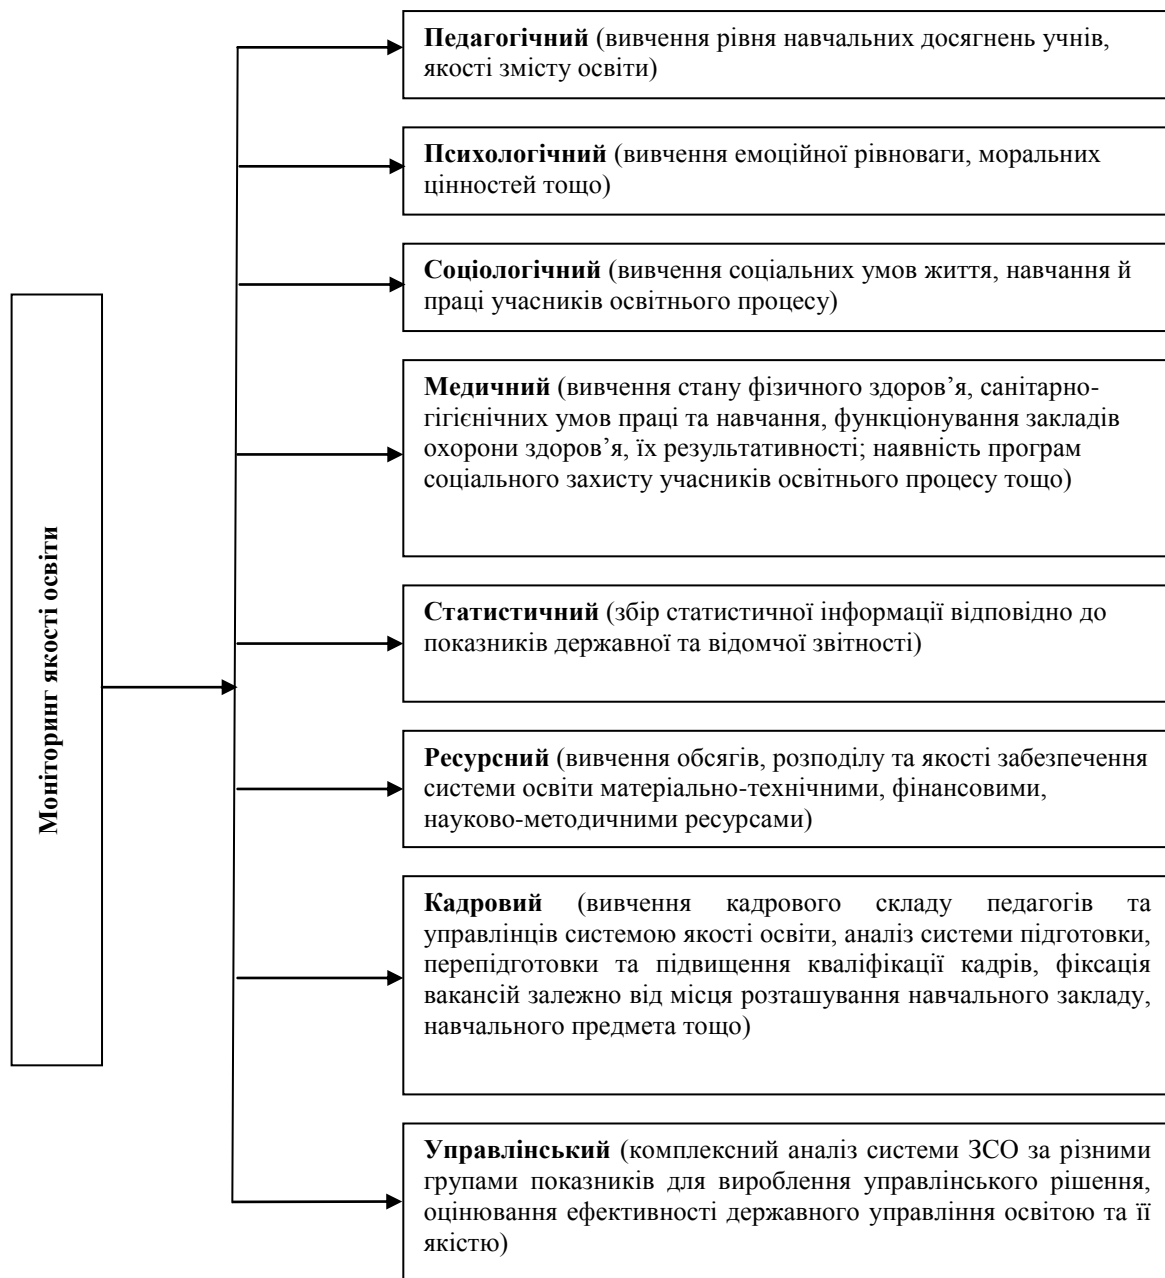 Моніторинг якості освіти
Педагогічний (вивчення рівня навчальних досягнень учнів,
якості змісту освіти)
Психологічний (вивчення емоційної рівноваги, моральних
цінностей тощо)
Соціологічний (вивчення соціальних умов життя, навчання й
праці учасників освітнього процесу)
Медичний (вивчення стану фізичного здоров’я, санітарно-
гігієнічних умов праці та навчання, функціонування закладів
охорони здоров’я, їх результативності; наявність програм
соціального захисту учасників освітнього процесу тощо)
Статистичний (збір статистичної інформації відповідно до
показників державної та відомчої звітності)
Ресурсний (вивчення обсягів, розподілу та якості забезпечення
системи освіти матеріально-технічними, фінансовими,
науково-методичними ресурсами)
Кадровий (вивчення кадрового складу педагогів та
управлінців системою якості освіти, аналіз системи підготовки,
перепідготовки та підвищення кваліфікації кадрів, фіксація
вакансій залежно від місця розташування навчального закладу,
навчального предмета тощо)
Управлінський (комплексний аналіз системи ЗСО за різними
групами показників для вироблення управлінського рішення,
оцінювання ефективності державного управління освітою та її
якістю)